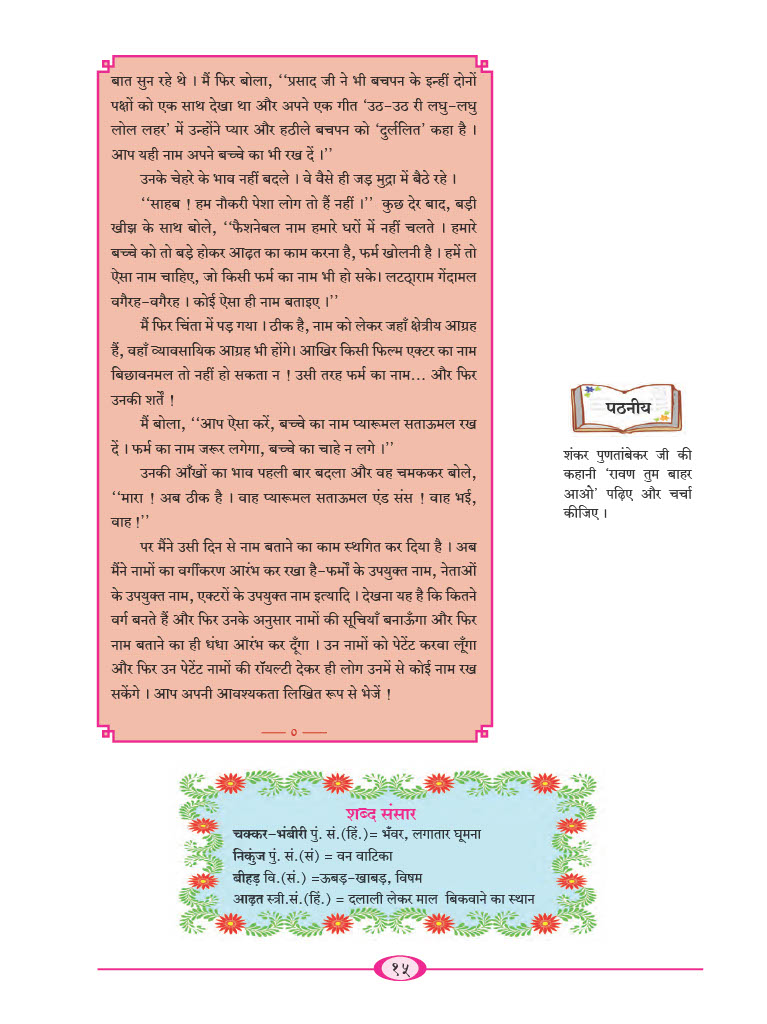 बात सुन रहे थे । मैं फिर बोला, ‘‘प्रसाद जी ने भी बचपन के इन्हीं दोनों
पक्षों को एक साथ देखा था और अपने एक गीत ‘उठ-उठ री लघु-लघु
लोल लहर’ में उन्होंने प्यार और हठीले बचपन को ‘दुर्ललित’ कहा है ।
आप यही नाम अपने बच्चे का भी रख दें ।’’
उनके चेहरे के भाव नहीं बदले । वे वैसे ही जड़ मुद्रा में बैठे रहे ।
‘‘साहब ! हम नौकरी पेशा लोग तो हैं नहीं ।’’ कुछ देर बाद, बड़ी
खीझ के साथ बोले, ‘‘फैशनेबल नाम हमारे घरों में नहीं चलते । हमारे
बच्चे को तो बड़े होकर आढ़त का काम करना है, फर्म खोलनी है । हमें तो
ऐसा नाम चाहिए, जो किसी फर्म का नाम भी हो सके। लटठ्ाराम गेंदामल
वगैरह-वगैरह । कोई ऐसा ही नाम बताइए ।’’
मैं फिर चिंता में पड़ गया । ठीक है, नाम को लेकर जहाँ क्षेत्रीय आग्रह
हैं, वहाँ व्यावसायिक आग्रह भी होंगे। आखिर किसी फिल्म एक्टर का नाम
बिछावनमल तो नहीं हो सकता न ! उसी तरह फर्म का नाम... और फिर
उनकी शर्तें !
मैं बोला, ‘‘आप ऐसा करें, बच्चे का नाम प्यारूमल सताऊमल रख
दें । फर्म का नाम जरूर लगेगा, बच्चे का चाहे न लगे ।’’
उनकी आँखों का भाव पहली बार बदला और वह चमककर बोले,
‘‘मारा ! अब ठीक है । वाह प्यारूमल सताऊमल एंड संस ! वाह भई,
वाह !’’
पर मैंने उसी दिन से नाम बताने का काम स्थगित कर दिया है । अब
मैंने नामों का वर्गीकरण आरंभ कर रखा है-फर्मों के उपयुक्त नाम, नेताओं
के उपयुक्त नाम, एक्टरों के उपयुक्त नाम इत्यादि । देखना यह है कि कितने
वर्ग बनते हैं और फिर उनके अनुसार नामों की सूचियाँ बनाऊँगा और फिर
नाम बताने का ही धंधा आरंभ कर दूँगा । उन नामों को पेटेंट करवा लूँगा
और फिर उन पेटेंट नामों की रॉयल्टी देकर ही लोग उनमें से कोई नाम रख
सकेंगे । आप अपनी आवश्यकता लिखित रूप से भेजें !
०
पठनीय
शंकर पुणतांबेकर जी की
कहानी ‘रावण तुम बाहर
आओ’ पढ़िए और चर्चा
कीजिए ।
शब्द संसार
चक्कर-भंबीरी पुं. सं.(हिं.)= भँवर, लगातार घूमना
निकुंज पुं. सं.(सं) = वन वाटिका
बीहड़ वि.(सं.) =ऊबड़-खाबड़, विषम
आढ़त स्त्री.सं.(हिं.) = दलाली लेकर माल बिकवाने का स्थान
१५